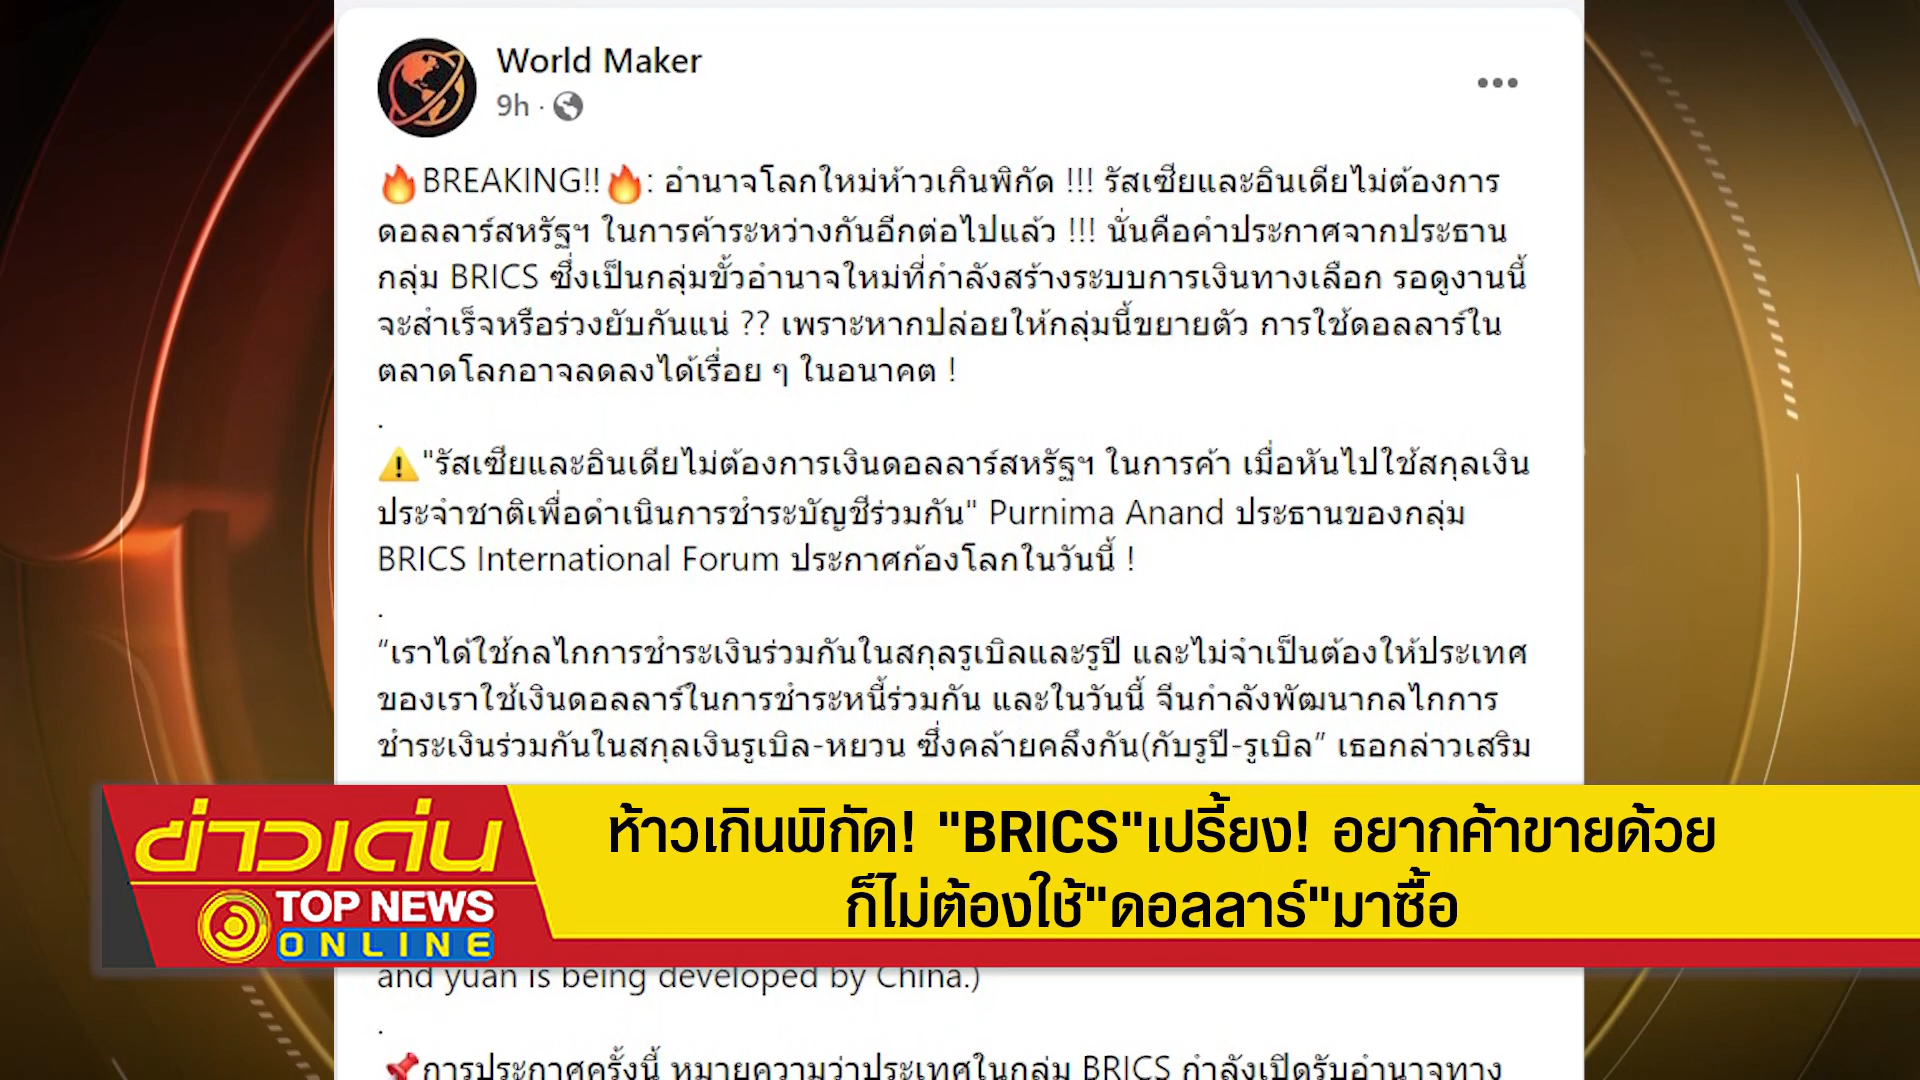 World Maker
9h ·
🔥BREAKING!!🔥: อำนาจโลกใหม่ห้าวเกินพิกัด !!! รัสเซียและอินเดียไม่ต้องการ
ดอลลาร์สหรัฐฯ ในการค้าระหว่างกันอีกต่อไปแล้ว !!! นั่นคือคำประกาศจากประธาน
กลุ่ม BRICS ซึ่งเป็นกลุ่มขั้วอำนาจใหม่ที่กำลังสร้างระบบการเงินทางเลือก รอดูงานนี้
จะสำเร็จหรือร่วงยับกันแน่ ?? เพราะหากปล่อยให้กลุ่มนี้ขยายตัว การใช้ดอลลาร์ใน
ตลาดโลกอาจลดลงได้เรื่อย ๆ ในอนาคต !
.
⚠️"รัสเซียและอินเดียไม่ต้องการเงินดอลลาร์สหรัฐฯ ในการค้า เมื่อหันไปใช้สกุลเงิน
ประจำชาติเพื่อดำเนินการชำระบัญชีร่วมกัน" Purnima Anand ประธานของกลุ่ม
BRICS International Forum ประกาศก้องโลกในวันนี้ !
.
“เราได้ใช้กลไกการชำระเงินร่วมกันในสกุลรูเบิลและรูปี และไม่จำเป็นต้องให้ประเทศ
ของเราใช้เงินดอลลาร์ในการชำระหนี้ร่วมกัน และในวันนี้ จีนกำลังพัฒนากลไกการ
ชำระเงินร่วมกันในสกุลเงินรูเบิล-หยวน ซึ่งคล้ายคลึงกัน(กับรูปี-รูเบิล” เธอกล่าวเสริม
ข่าวเด่น
TOP NEWS
ONLINE
ห้าวเกินพิกัด! "BRICS"เปรี้ยง! อยากค้าขายด้วย
ก็ไม่ต้องใช้"ดอลลาร์"มาซื้อ
and yuan is being developed by China.)
.
📌การประกาศครั้งนี้ หมายความว่าประเทศในกลุ่ม BRICS กำลังเปิดรับอำนาจทาง